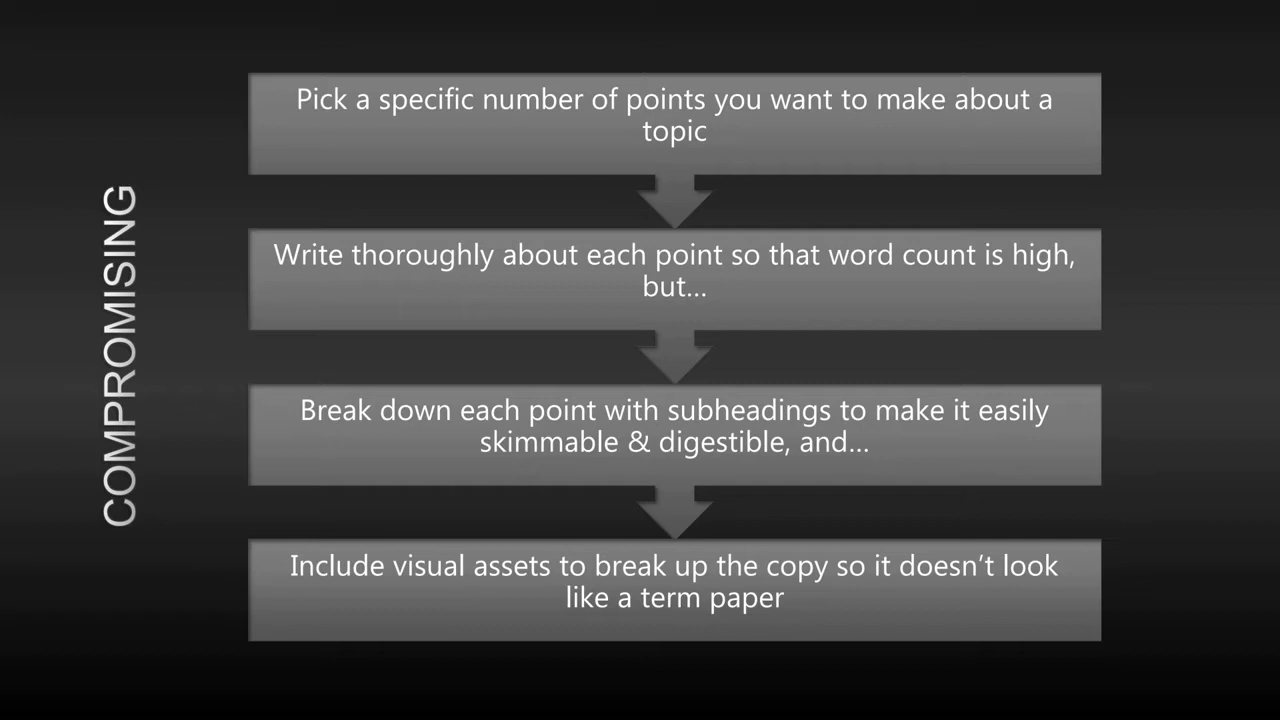 COMPROMISING
Pick a specific number of points you want to make about a
topic
Write thoroughly about each point so that word count is high,
but...
Break down each point with subheadings to make it easily
skimmable & digestible, and...
Include visual assets to break up the copy so it doesn’t look
like a term paper